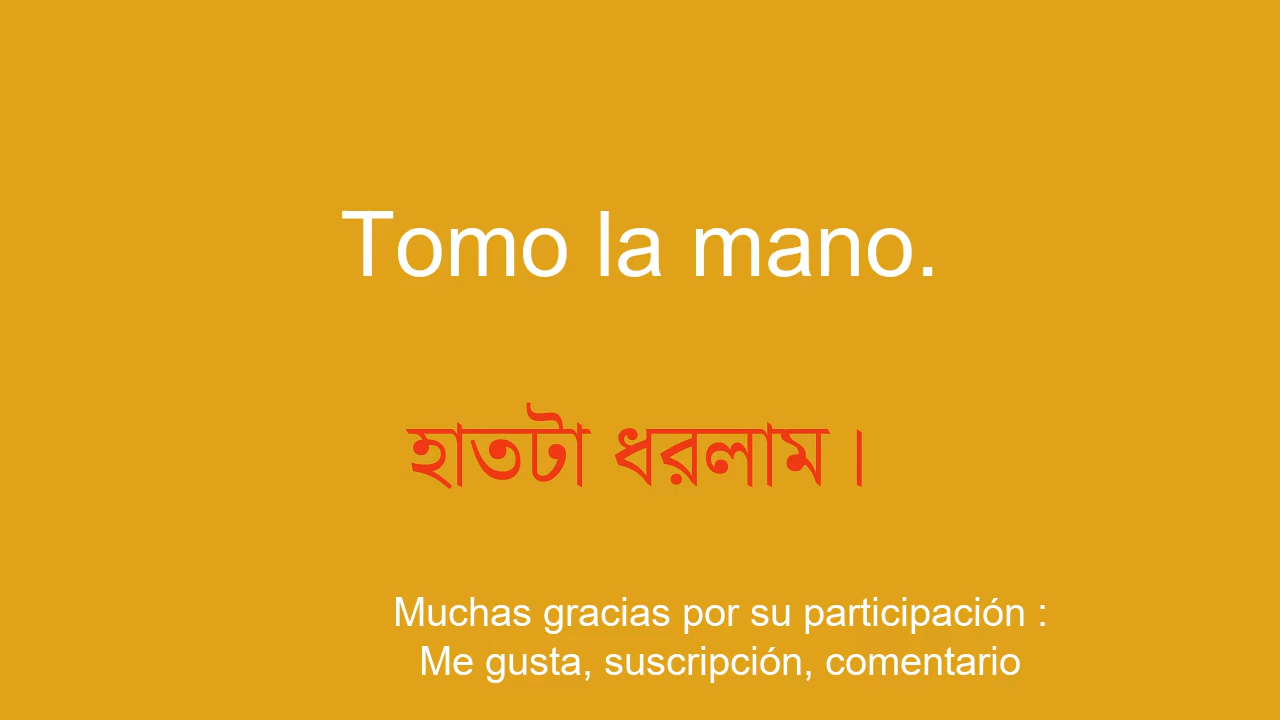 Tomo la mano.
হাতটা ধরলাম।
Muchas gracias por su participación :
Me gusta, suscripción, comentario